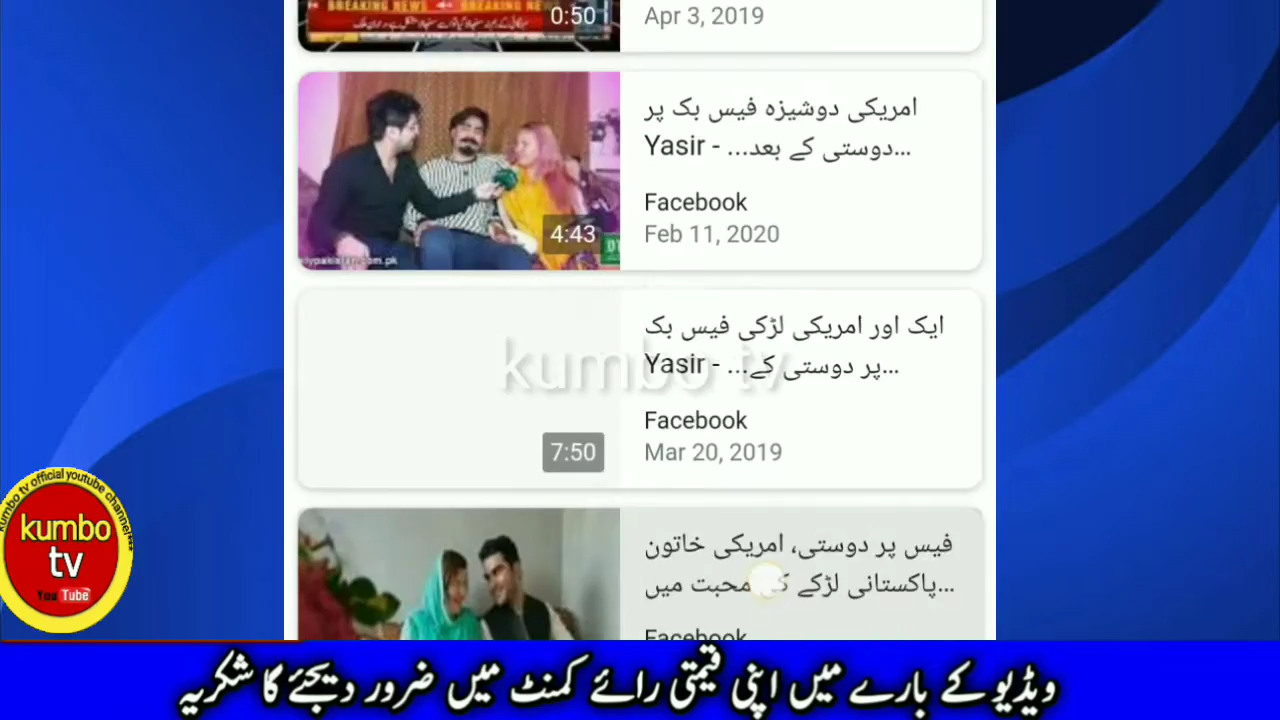 BREAKING NEWS
0:50
Apr 3, 2019
امریکی دوشیزہ فیس بک پر
دوستی کے بعد... - Yasir
Facebook
Feb 11, 2020
4:43
ایک اور امریکی لڑکی فیس بک
پر دوستی کے... - Yasir
Facebook
Mar 20, 2019
7:50
kumbo tv
فیس پر دوستی، امریکی خاتون
پاکستانی لڑکے کی محبت میں...
Facebook
kumbo tv official youtube channel
kumbo
tv
YouTube
ویڈیو کے بارے میں اپنی قیمتی رائے کمنٹ میں ضرور دیجئے گا شکریہ